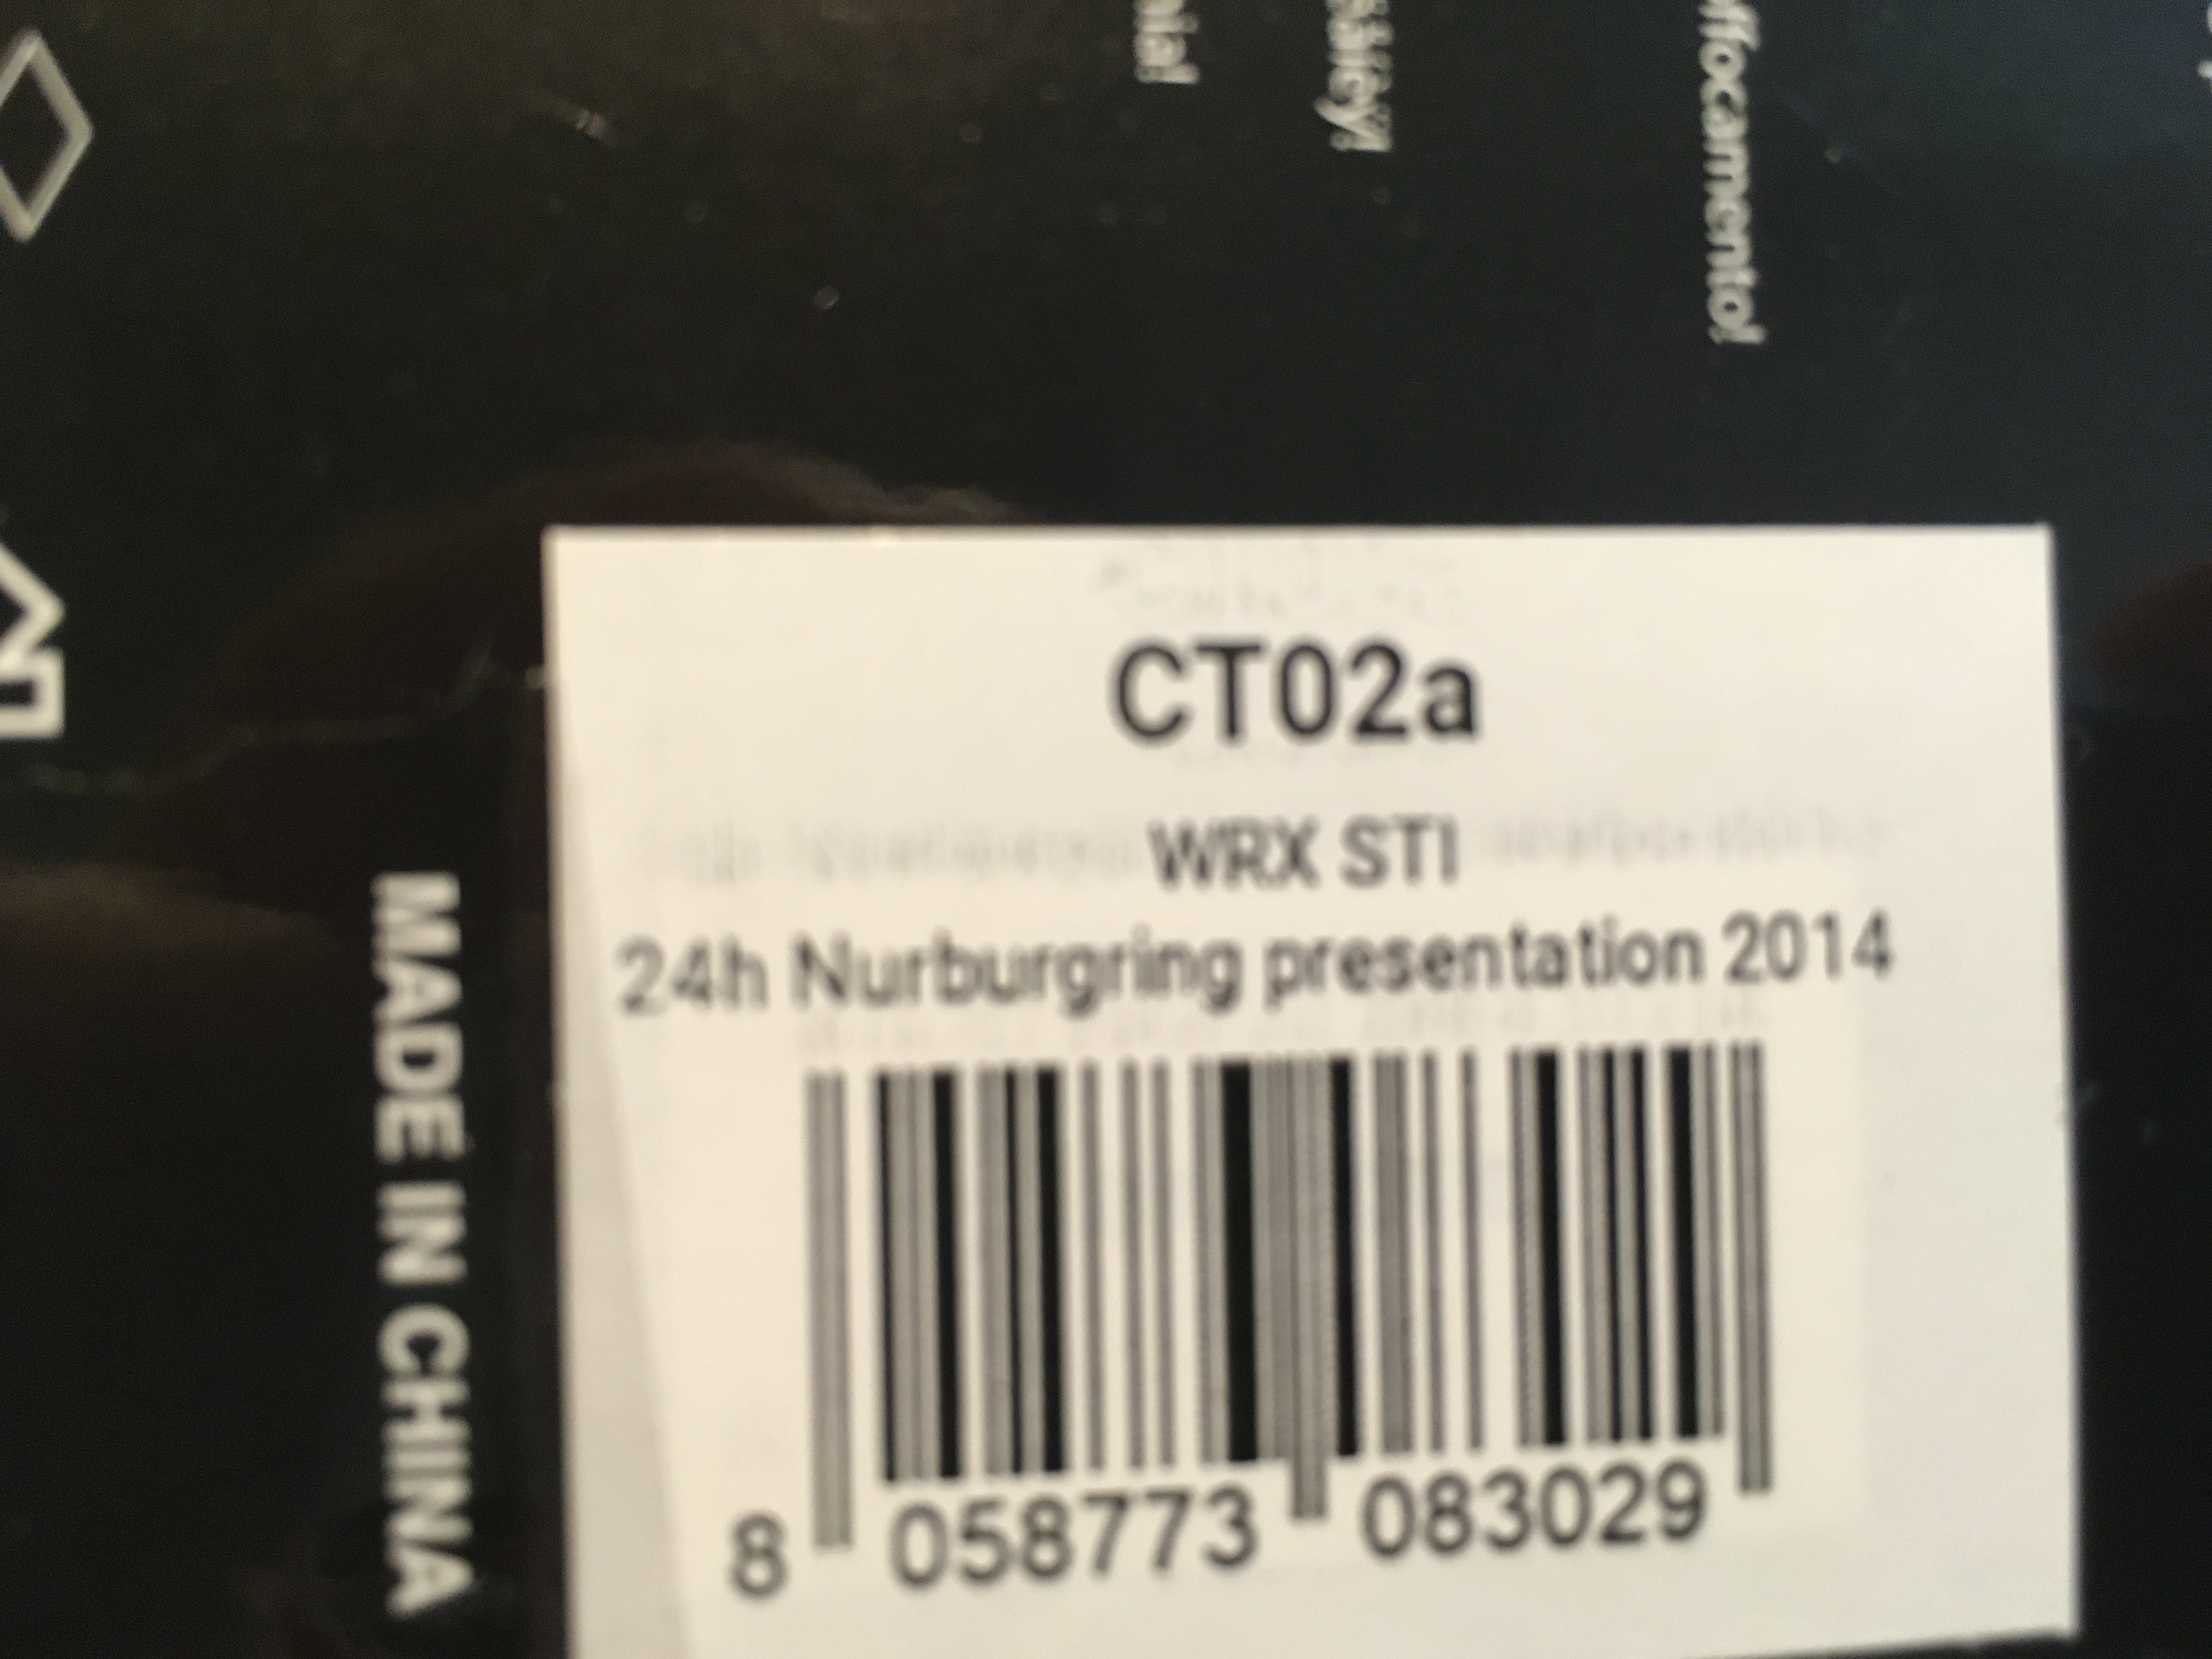 CT02a
WRX STI
24h Nurburgring presentation 2014
8 058773 083029
MADE IN CHINA